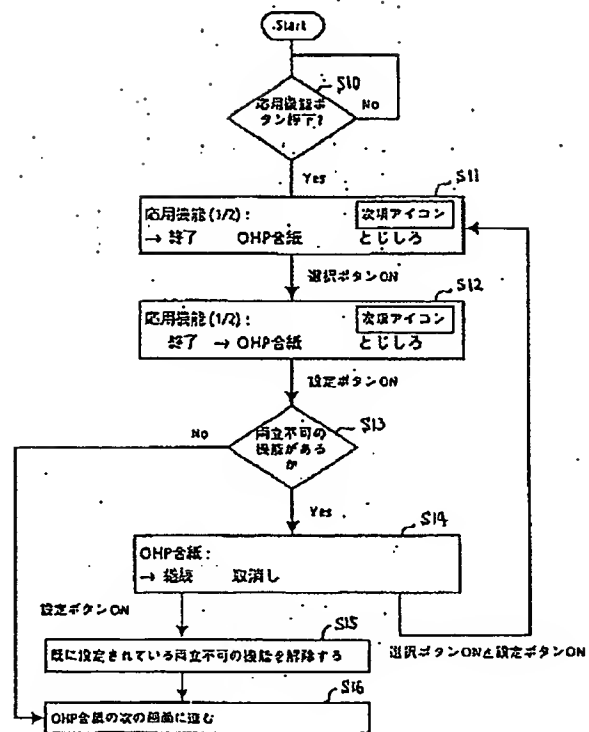 Start
S10
応用機能ボ
タン押下?
No
Yes
S11
応用機能(1/2): 次項アイコン
→ 終了 OHP合紙 とじしろ
選択ボタンON
S12
応用機能(1/2): 次項アイコン
終了 → OHP合紙 とじしろ
設定ボタンON
S13
両立不可の
機能がある
か
No
Yes
S14
OHP合紙:
→ 継続 取消し
設定ボタンON
選択ボタンONと設定ボタンON
S15
既に設定されている両立不可の機能を解除する
S16
OHP合紙の次の画面に進む